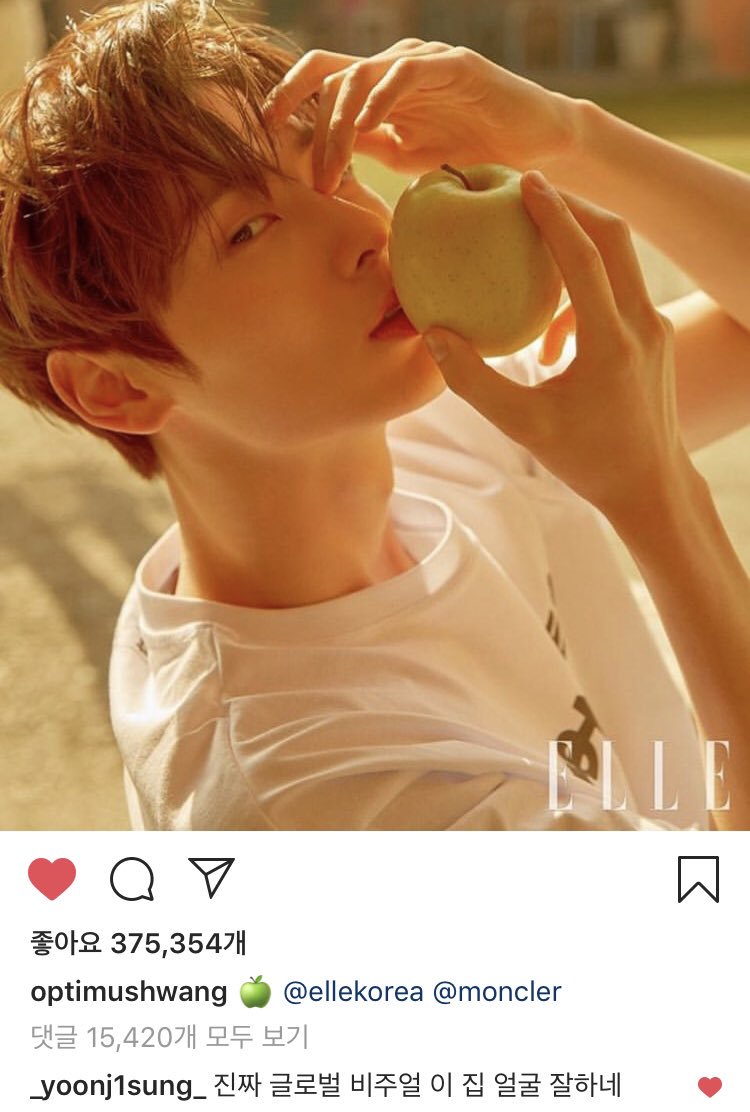 ELLE
좋아요 375,354개
optimushwang 🍏 @ellekorea @moncler
댓글 15,420개 모두 보기
_yoonj1sung_ 진짜 글로벌 비주얼 이 집 얼굴 잘하네